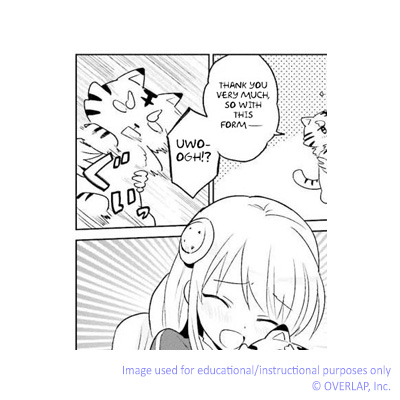 THANK YOU
VERY MUCH,
SO WITH
THIS
FORM—
UWO-
OGH!?
Image used for educational/instructional purposes only
© OVERLAP, Inc.